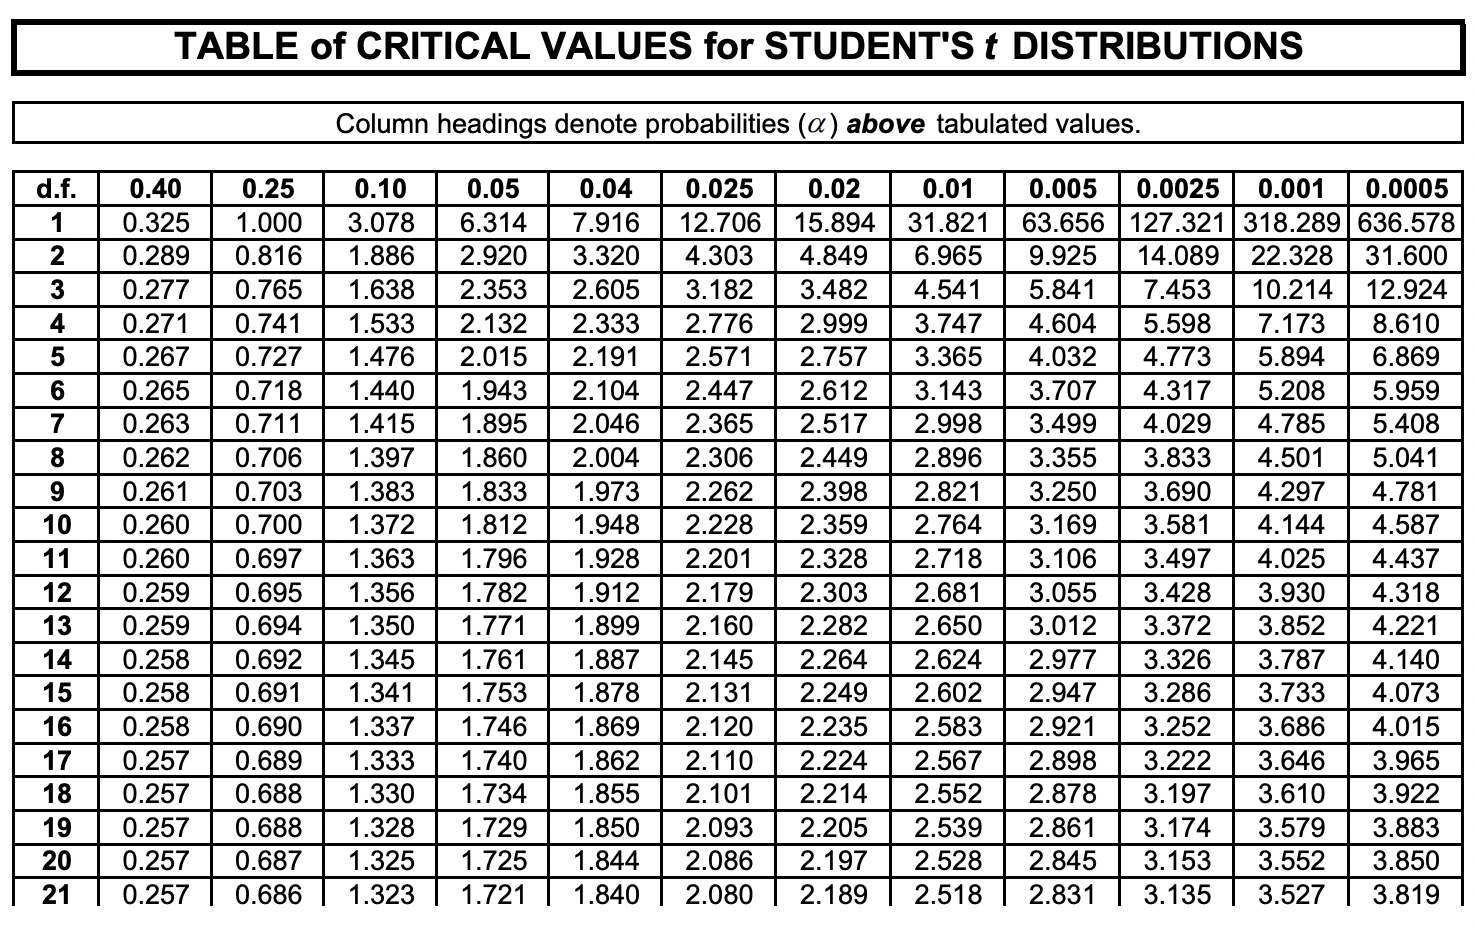 TABLE of CRITICAL VALUES for STUDENT'S t DISTRIBUTIONS
Column headings denote probabilities (α) above tabulated values.
d.f. 0.40 0.25 0.10 0.05 0.04 0.025 0.02 0.01 0.005 0.0025 0.001 0.0005
1 0.325 1.000 3.078 6.314 7.916 12.706 15.894 31.821 63.656 127.321 318.289 636.578
2 0.289 0.816 1.886 2.920 3.320 4.303 4.849 6.965 9.925 14.089 22.328 31.600
3 0.277 0.765 1.638 2.353 2.605 3.182 3.482 4.541 5.841 7.453 10.214 12.924
4 0.271 0.741 1.533 2.132 2.333 2.776 2.999 3.747 4.604 5.598 7.173 8.610
5 0.267 0.727 1.476 2.015 2.191 2.571 2.757 3.365 4.032 4.773 5.894 6.869
6 0.265 0.718 1.440 1.943 2.104 2.447 2.612 3.143 3.707 4.317 5.208 5.959
7 0.263 0.711 1.415 1.895 2.046 2.365 2.517 2.998 3.499 4.029 4.785 5.408
8 0.262 0.706 1.397 1.860 2.004 2.306 2.449 2.896 3.355 3.833 4.501 5.041
9 0.261 0.703 1.383 1.833 1.973 2.262 2.398 2.821 3.250 3.690 4.297 4.781
10 0.260 0.700 1.372 1.812 1.948 2.228 2.359 2.764 3.169 3.581 4.144 4.587
11 0.260 0.697 1.363 1.796 1.928 2.201 2.328 2.718 3.106 3.497 4.025 4.437
12 0.259 0.695 1.356 1.782 1.912 2.179 2.303 2.681 3.055 3.428 3.930 4.318
13 0.259 0.694 1.350 1.771 1.899 2.160 2.282 2.650 3.012 3.372 3.852 4.221
14 0.258 0.692 1.345 1.761 1.887 2.145 2.264 2.624 2.977 3.326 3.787 4.140
15 0.258 0.691 1.341 1.753 1.878 2.131 2.249 2.602 2.947 3.286 3.733 4.073
16 0.258 0.690 1.337 1.746 1.869 2.120 2.235 2.583 2.921 3.252 3.686 4.015
17 0.257 0.689 1.333 1.740 1.862 2.110 2.224 2.567 2.898 3.222 3.646 3.965
18 0.257 0.688 1.330 1.734 1.855 2.101 2.214 2.552 2.878 3.197 3.610 3.922
19 0.257 0.688 1.328 1.729 1.850 2.093 2.205 2.539 2.861 3.174 3.579 3.883
20 0.257 0.687 1.325 1.725 1.844 2.086 2.197 2.528 2.845 3.153 3.552 3.850
21 0.257 0.686 1.323 1.721 1.840 2.080 2.189 2.518 2.831 3.135 3.527 3.819